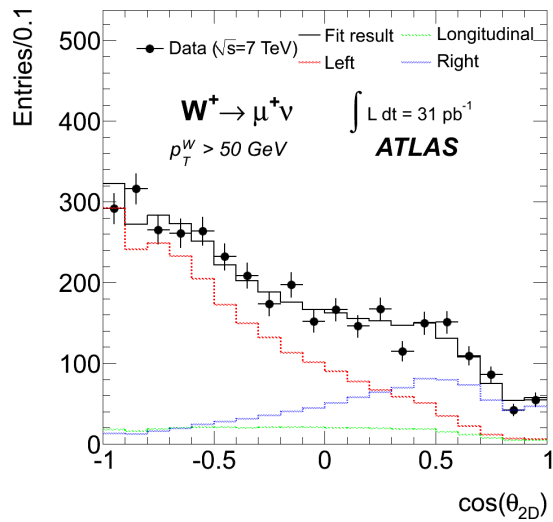 Entries/0.1
500
400
300
200
100
0
Data (√s=7 TeV)
Fit result
Longitudinal
Left
Right
W⁺→ μ⁺ν
∫ L dt = 31 pb⁻¹
p_T^W > 50 GeV
ATLAS
-1 -0.5 0 0.5 1
cos(θ_2D)